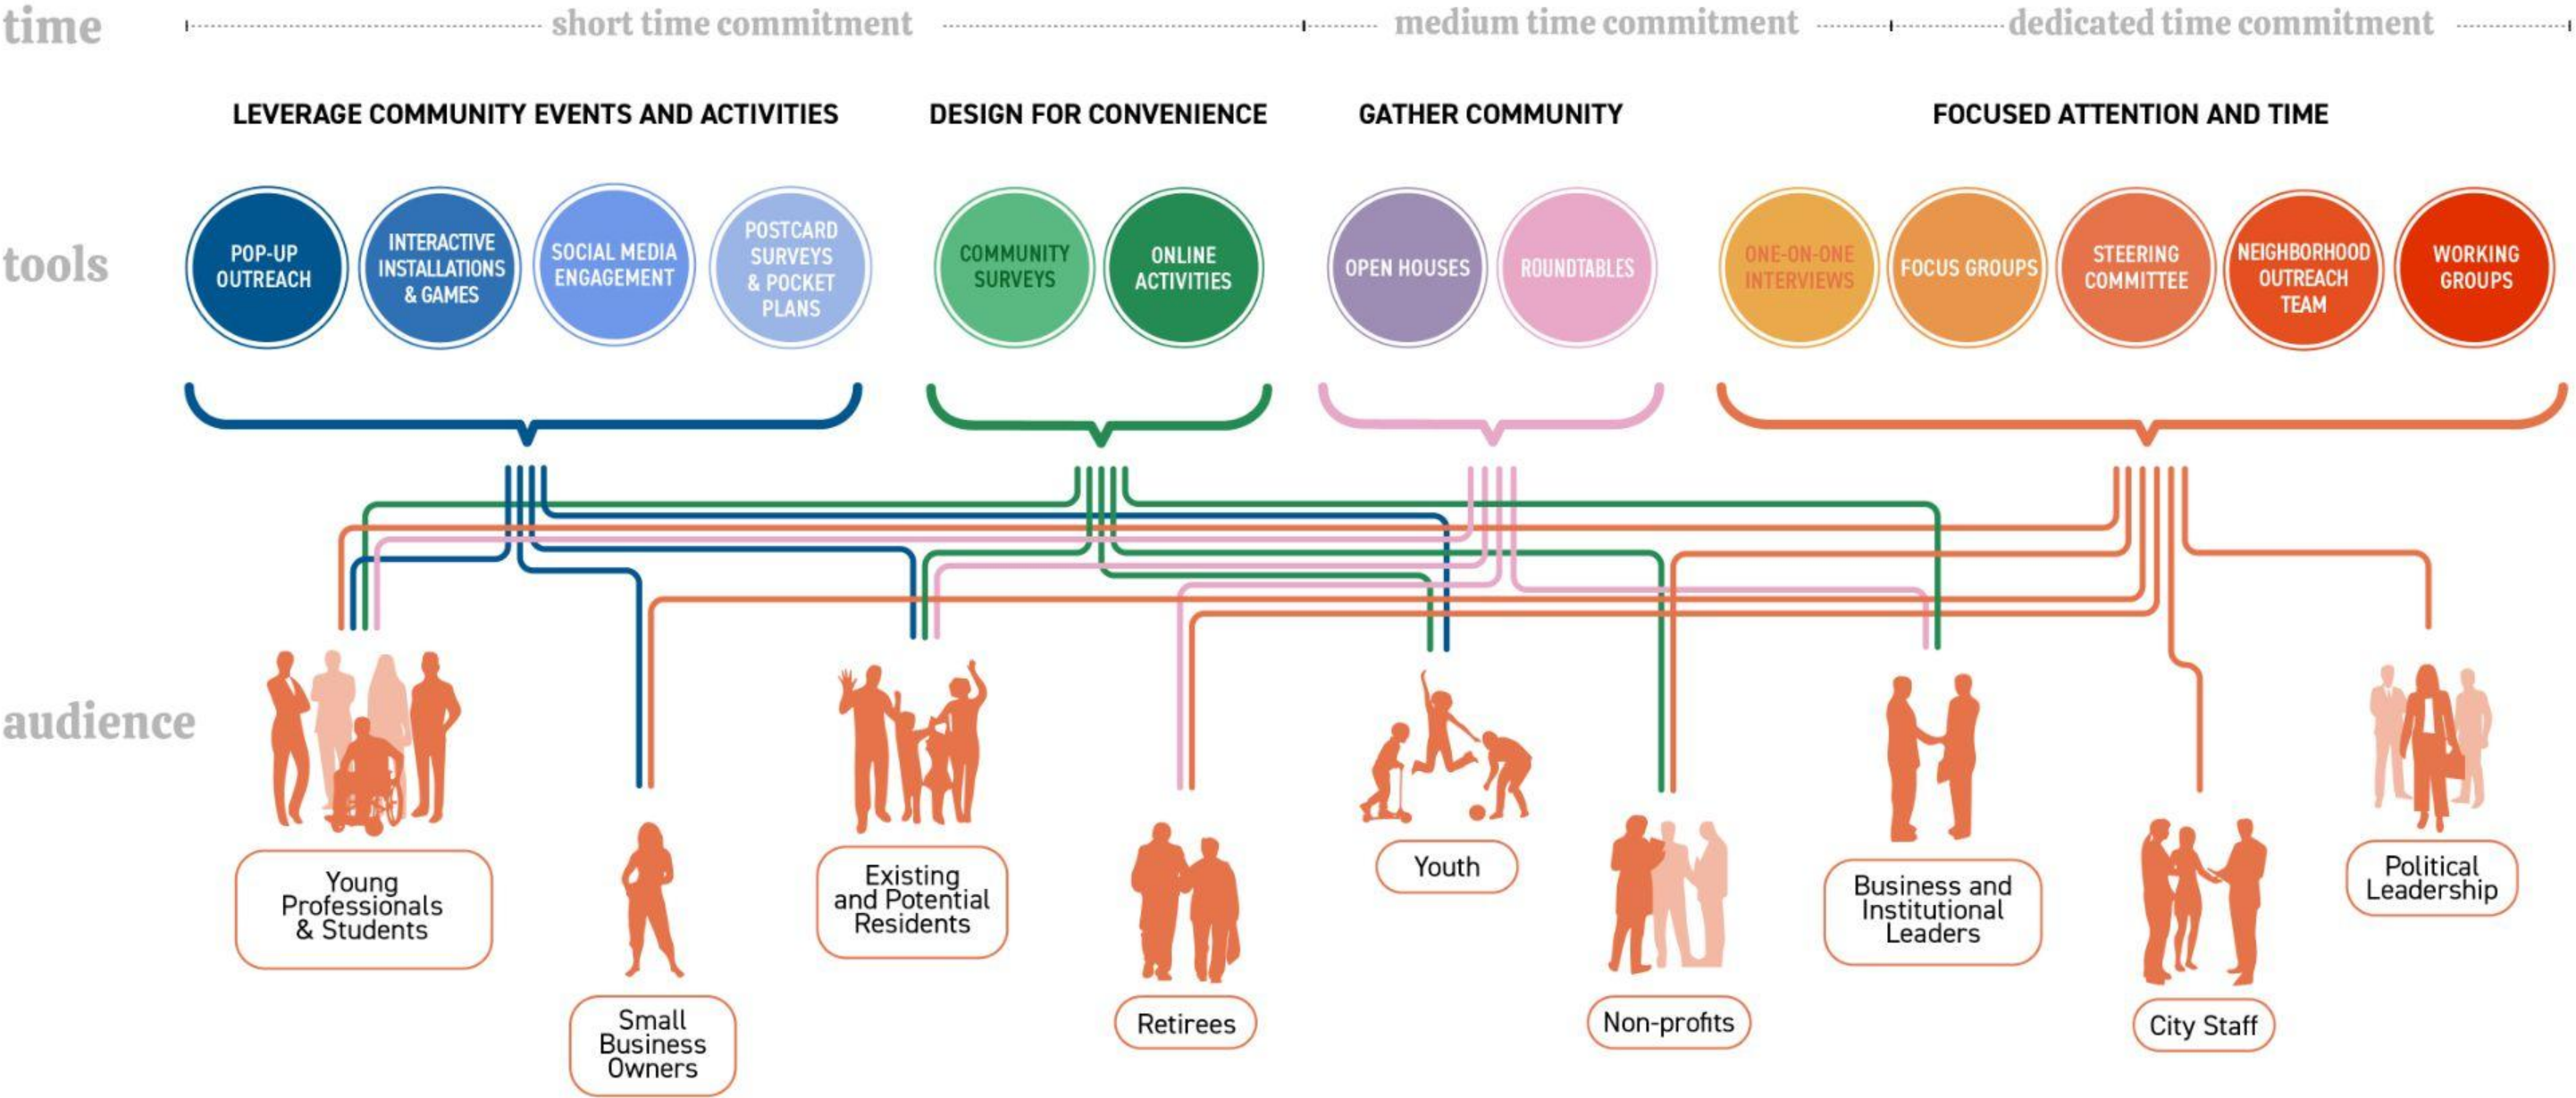 time short time commitment medium time commitment dedicated time commitment
LEVERAGE COMMUNITY EVENTS AND ACTIVITIES
DESIGN FOR CONVENIENCE
GATHER COMMUNITY
FOCUSED ATTENTION AND TIME
tools
POP-UP
OUTREACH
INTERACTIVE
INSTALLATIONS
& GAMES
SOCIAL MEDIA
ENGAGEMENT
POSTCARD
SURVEYS
& POCKET
PLANS
COMMUNITY
SURVEYS
ONLINE
ACTIVITIES
OPEN HOUSES
ROUNDTABLES
ONE-ON-ONE
INTERVIEWS
FOCUS GROUPS
STEERING
COMMITTEE
NEIGHBORHOOD
OUTREACH
TEAM
WORKING
GROUPS
audience
Young
Professionals
& Students
Small
Business
Owners
Existing
and Potential
Residents
Retirees
Youth
Non-profits
Business and
Institutional
Leaders
City Staff
Political
Leadership